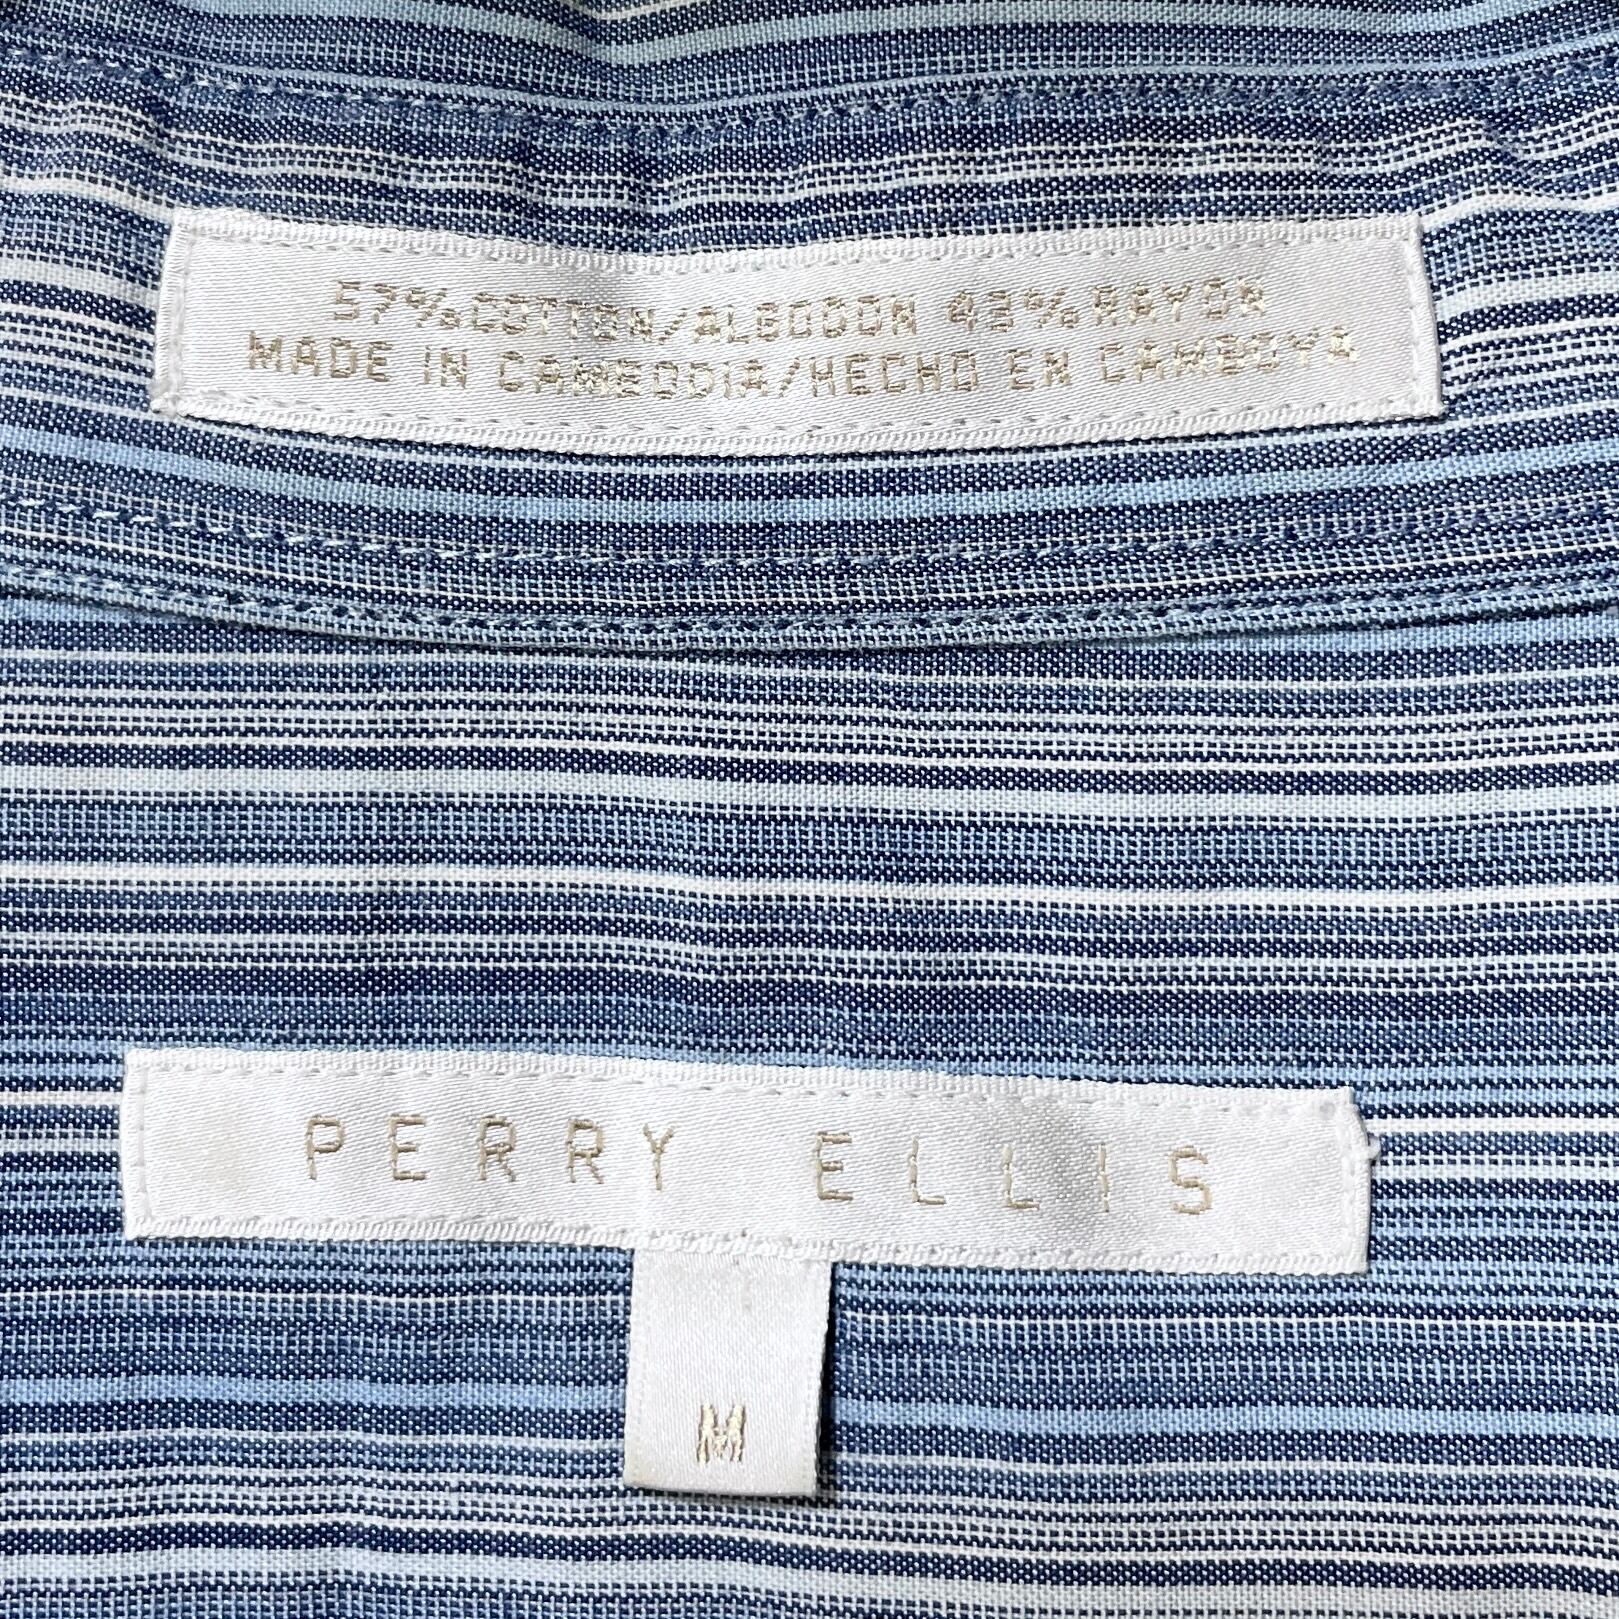 57% COTTON/ALGODON 43% RAYON
MADE IN CAMBODIA/HECHO EN CAMBOYA
PERRY ELLIS
M